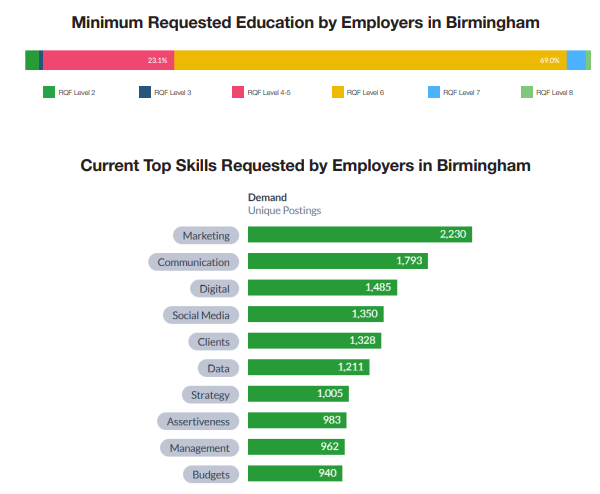 Minimum Requested Education by Employers in Birmingham
23.1% 69.0%
RQF Level 2 RQF Level 3 RQF Level 4-5 RQF Level 6 RQF Level 7 RQF Level 8
Current Top Skills Requested by Employers in Birmingham
Demand
Unique Postings
Marketing 2,230
Communication 1,793
Digital 1,485
Social Media 1,350
Clients 1,328
Data 1,211
Strategy 1,005
Assertiveness 983
Management 962
Budgets 940